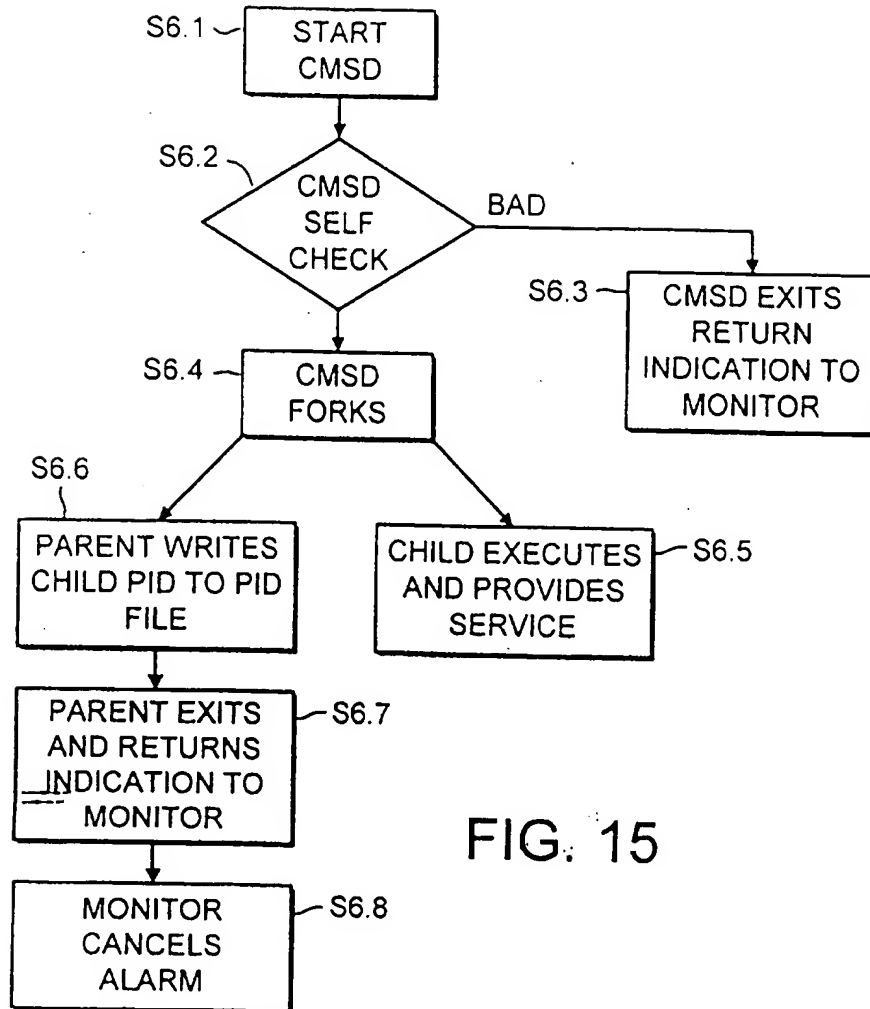 S6.1
START
CMSD
S6.2
CMSD
SELF
CHECK
BAD
S6.3
CMSD EXITS
RETURN
INDICATION TO
MONITOR
S6.4
CMSD
FORKS
S6.6
PARENT WRITES
CHILD PID TO PID
FILE
CHILD EXECUTES
AND PROVIDES
SERVICE
S6.5
PARENT EXITS
AND RETURNS
INDICATION TO
MONITOR
S6.7
FIG. 15
MONITOR
CANCELS
ALARM
S6.8